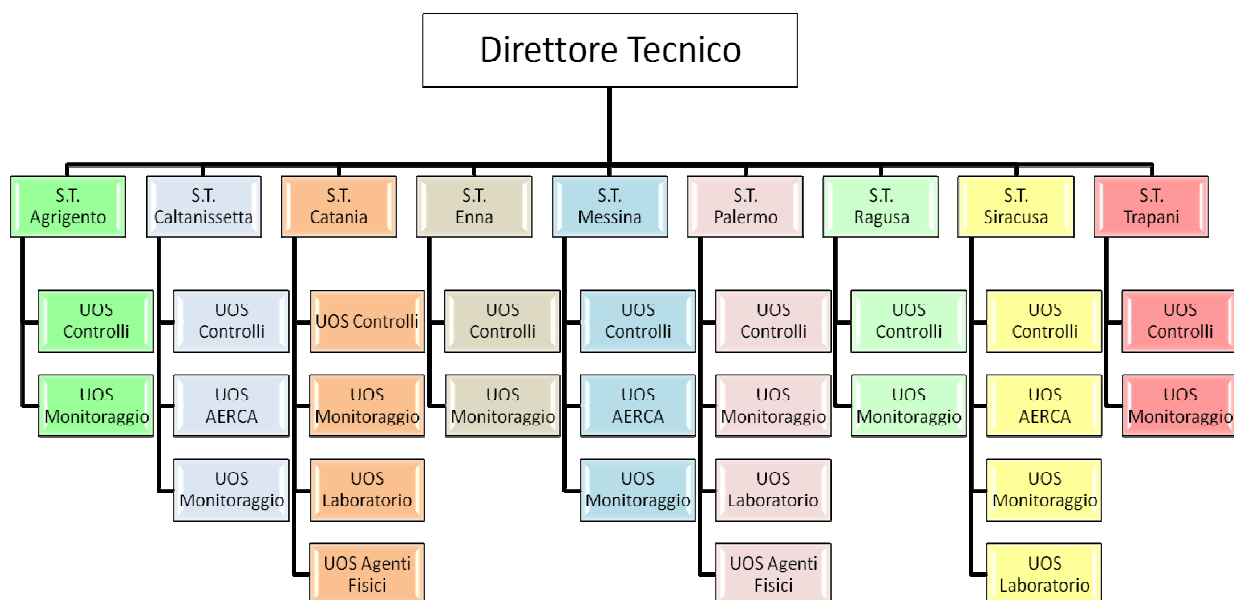 Direttore Tecnico
S.T.
Agrigento
S.T.
Caltanissetta
S.T.
Catania
S.T.
Enna
S.T.
Messina
S.T.
Palermo
S.T.
Ragusa
S.T.
Siracusa
S.T.
Trapani
UOS
Controlli
UOS
Controlli
UOS Controlli
UOS
Controlli
UOS
Controlli
UOS
Controlli
UOS
Controlli
UOS
Controlli
UOS
Controlli
UOS
Monitoraggio
UOS
AERCA
UOS
Monitoraggio
UOS
Monitoraggio
UOS
AERCA
UOS
Monitoraggio
UOS
Monitoraggio
UOS
AERCA
UOS
Monitoraggio
UOS
Monitoraggio
UOS
Laboratorio
UOS
Monitoraggio
UOS
Laboratorio
UOS
Monitoraggio
UOS Agenti
Fisici
UOS Agenti
Fisici
UOS
Laboratorio